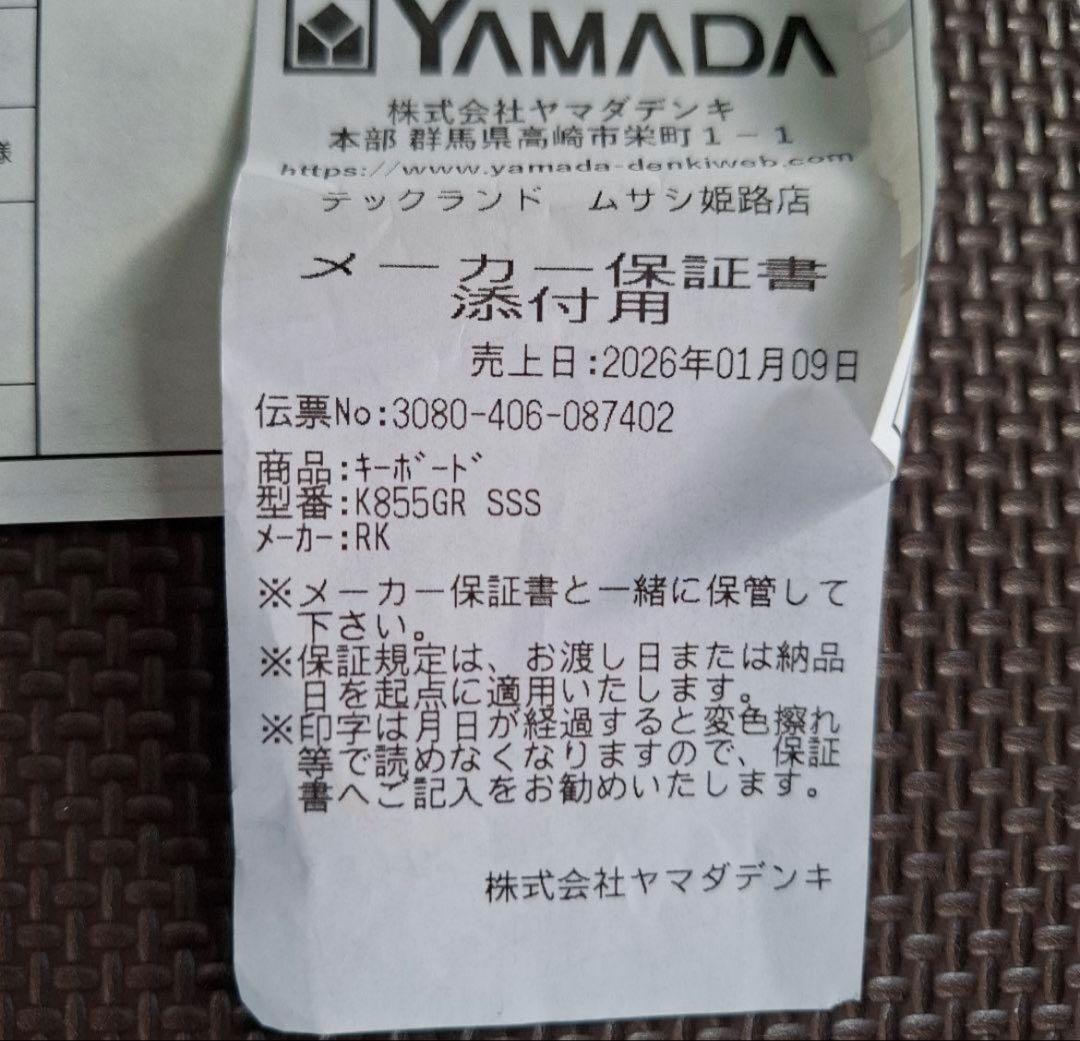 YAMADA
株式会社ヤマダデンキ
本部 群馬県高崎市栄町1-1
https://www.yamada-denkiweb.com
テックランド　ムサシ姫路店
メーカー保証書
添付用
売上日:2026年01月09日
伝票No:3080-406-087402
商品:ｷｰﾎﾞｰﾄﾞ
型番:K855GR SSS
ﾒｰｶｰ:RK
※メーカー保証書と一緒に保管して
下さい。
※保証規定は、お渡し日または納品
日を起点に適用いたします。
※印字は月日が経過すると変色擦れ
等で読めなくなりますので、保証
書へご記入をお勧めいたします。
株式会社ヤマダデンキ
様